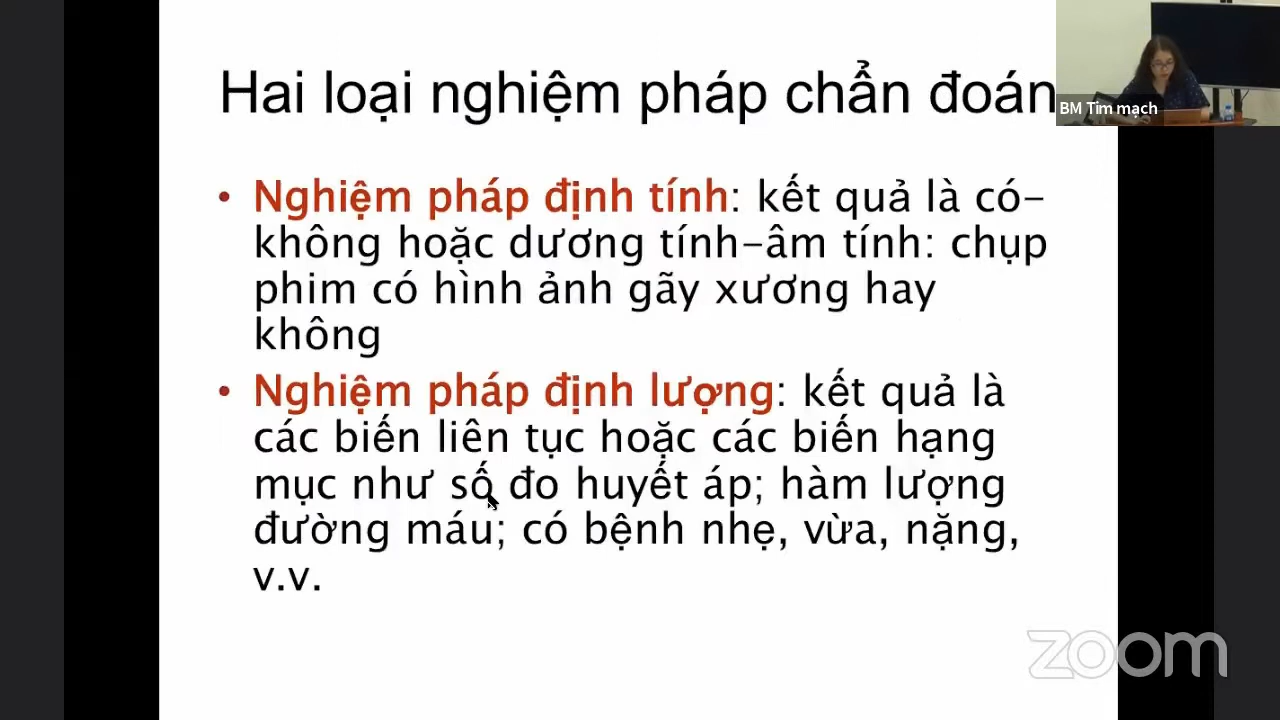 Hai loại nghiệm pháp chẩn đoán
BM Tim mạch
• Nghiệm pháp định tính: kết quả là có-
không hoặc dương tính-âm tính: chụp
phim có hình ảnh gãy xương hay
không
• Nghiệm pháp định lượng: kết quả là
các biến liên tục hoặc các biến hạng
mục như số đo huyết áp; hàm lượng
đường máu; có bệnh nhẹ, vừa, nặng,
v.v.
zoom